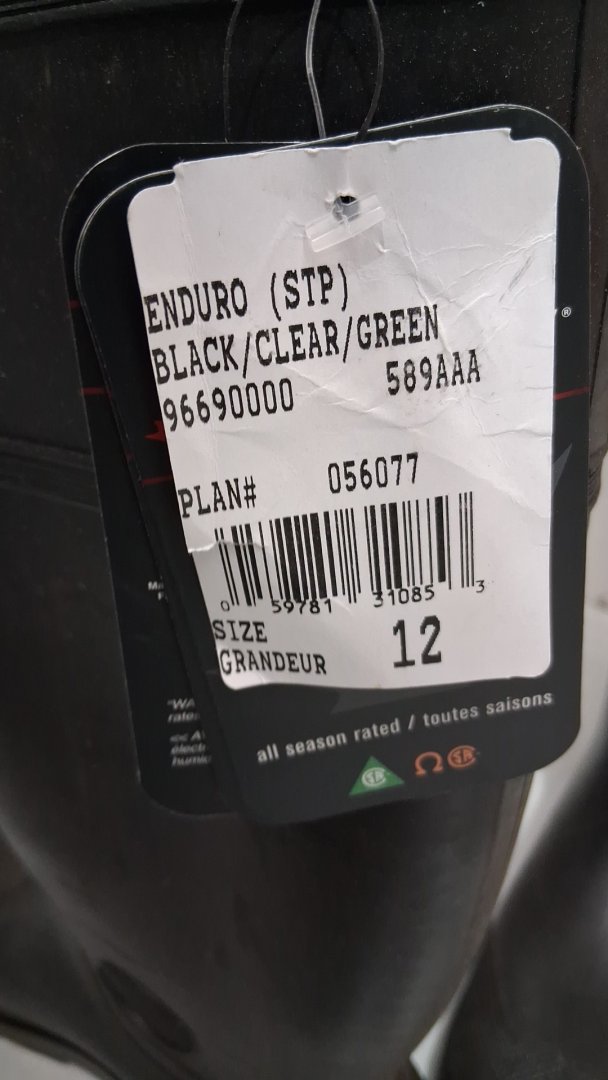 ENDURO (STP)
BLACK/CLEAR/GREEN
96690000 589AAA
PLAN# 056077
0 59781 31085 3
SIZE
GRANDEUR 12
all season rated / toutes saisons
®